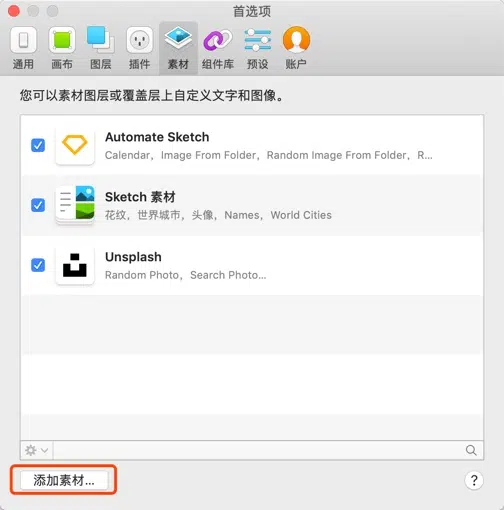 首选项
通用 画布 图层 插件 素材 组件库 预设 账户
您可以素材图层或覆盖层上自定义文字和图像。
Automate Sketch
Calendar，Image From Folder，Random Image From Folder，R...
Sketch 素材
花纹，世界城市，头像，Names，World Cities
Unsplash
Random Photo，Search Photo...
添加素材...
?